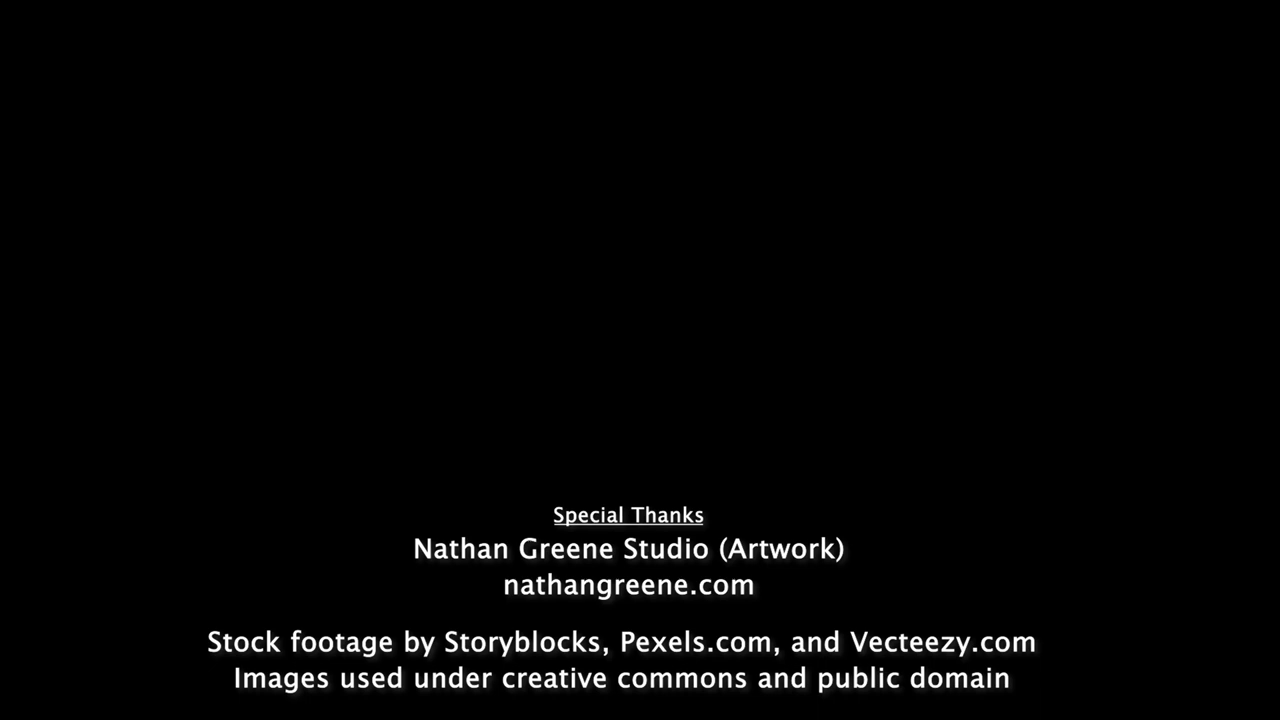 Special Thanks
Nathan Greene Studio (Artwork)
nathangreene.com
Stock footage by Storyblocks, Pexels.com, and Vecteezy.com
Images used under creative commons and public domain